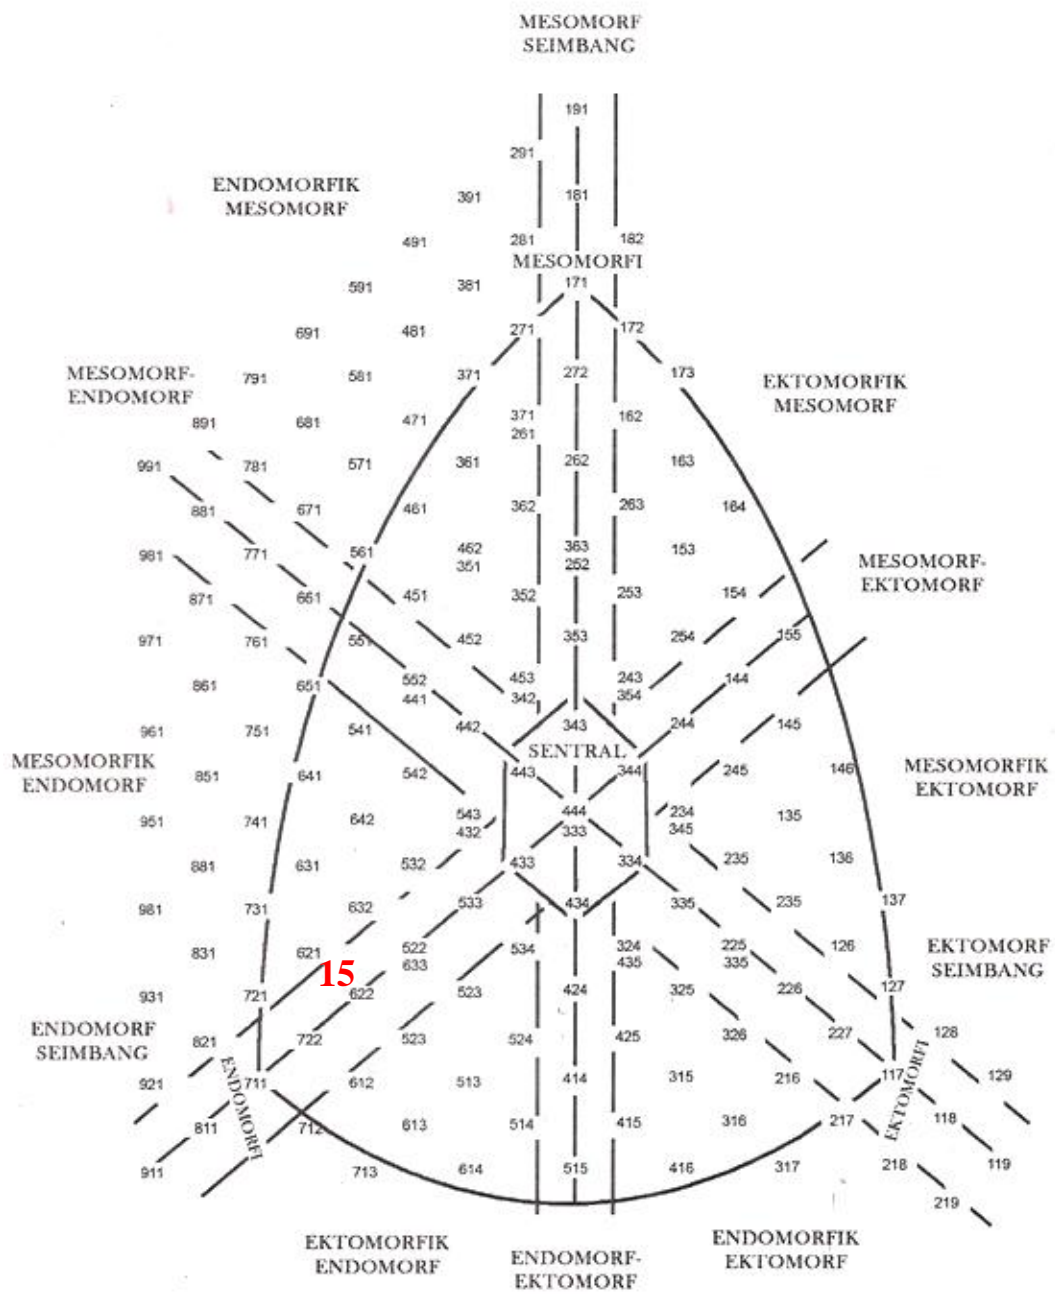 MESOMORF
SEIMBANG
191
291
ENDOMORFIK
MESOMORF
391 181
491 281 182
MESOMORFI
591 381 171
691 481 271 172
MESOMORF-
ENDOMORF
791 581 371 272 173
EKTOMORFIK
MESOMORF
891 681 471 371 162
261
991 781 571 361 262 163
881 671 461 362 263 164
981 771 561 462 363 153
351 252
MESOMORF-
EKTOMORF
871 661 451 352 253 154
971 761 551 452 353 254 155
861 651 552 453 243 144
441 342 354
961 751 541 442 343 244 145
SENTRAL
MESOMORFIK
ENDOMORF
851 641 542 443 344 245 146
MESOMORFIK
EKTOMORF
951 741 642 543 444 234 135
432 333 345
881 631 532 433 334 235 136
981 731 632 533 434 335 235 137
831 621 522 534 324 225 126
633 435 335
EKTOMORF
SEIMBANG
15
931 721 622 523 424 325 226 127
ENDOMORF
SEIMBANG
821 722 523 524 425 326 227 128
921 711 612 513 414 315 216 117 129
ENDOMORFI
EKTOMORFI
811 712 613 514 415 316 217 118
911 713 614 515 416 317 218 119
219
EKTOMORFIK
ENDOMORF
ENDOMORF-
EKTOMORF
ENDOMORFIK
EKTOMORF